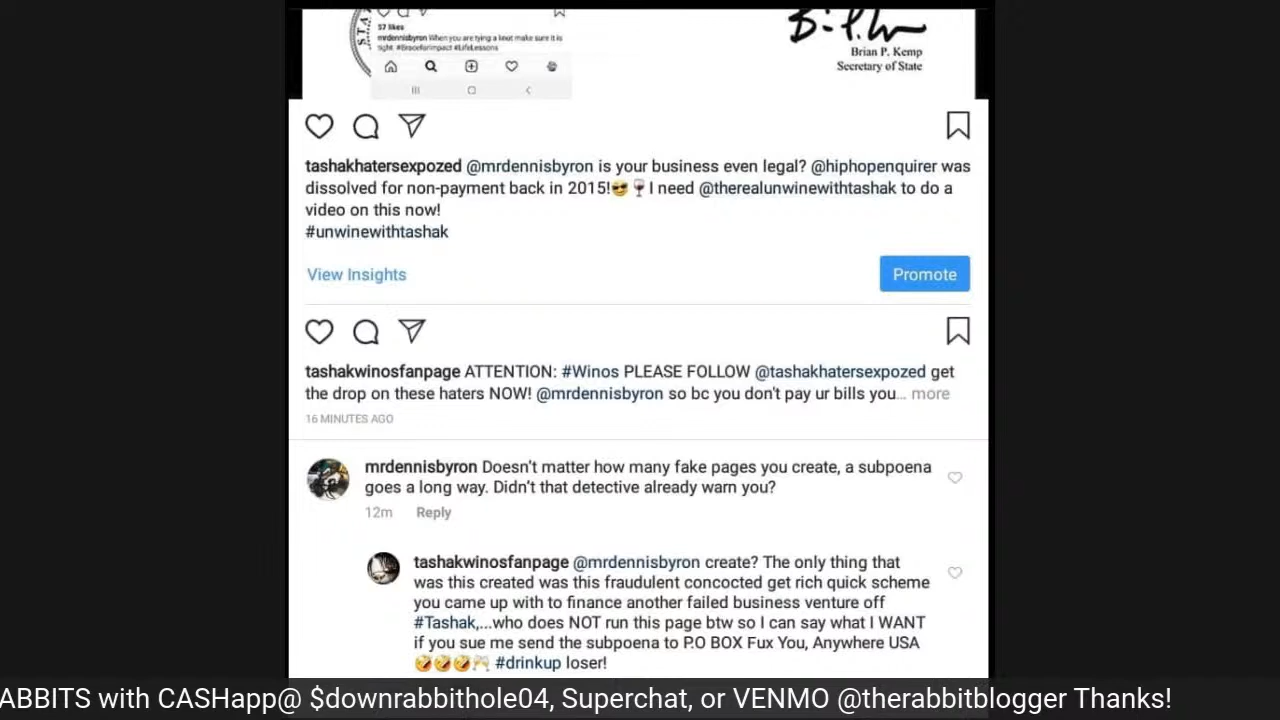 STA
57 likes
mrdennisbyron When you are tying a knot make sure it is
tight #Braceforimpact #LifeLessons
Brian P. Kemp
Secretary of State
tashakhatersexpozed @mrdennisbyron is your business even legal? @hiphopenquirer was
dissolved for non-payment back in 2015!😎🍷I need @therealunwinewithtashak to do a
video on this now!
#unwinewithtashak
View Insights
Promote
tashakwinosfanpage ATTENTION: #Winos PLEASE FOLLOW @tashakhatersexpozed get
the drop on these haters NOW! @mrdennisbyron so bc you don't pay ur bills you... more
16 MINUTES AGO
mrdennisbyron Doesn't matter how many fake pages you create, a subpoena
goes a long way. Didn't that detective already warn you?
12m Reply
tashakwinosfanpage @mrdennisbyron create? The only thing that
was this created was this fraudulent concocted get rich quick scheme
you came up with to finance another failed business venture off
#Tashak,...who does NOT run this page btw so I can say what I WANT
if you sue me send the subpoena to P.O BOX Fux You, Anywhere USA
🤣🤣🤣🥂 #drinkup loser!
ABBITS with CASHapp@ $downrabbithole04, Superchat, or VENMO @therabbitblogger Thanks!